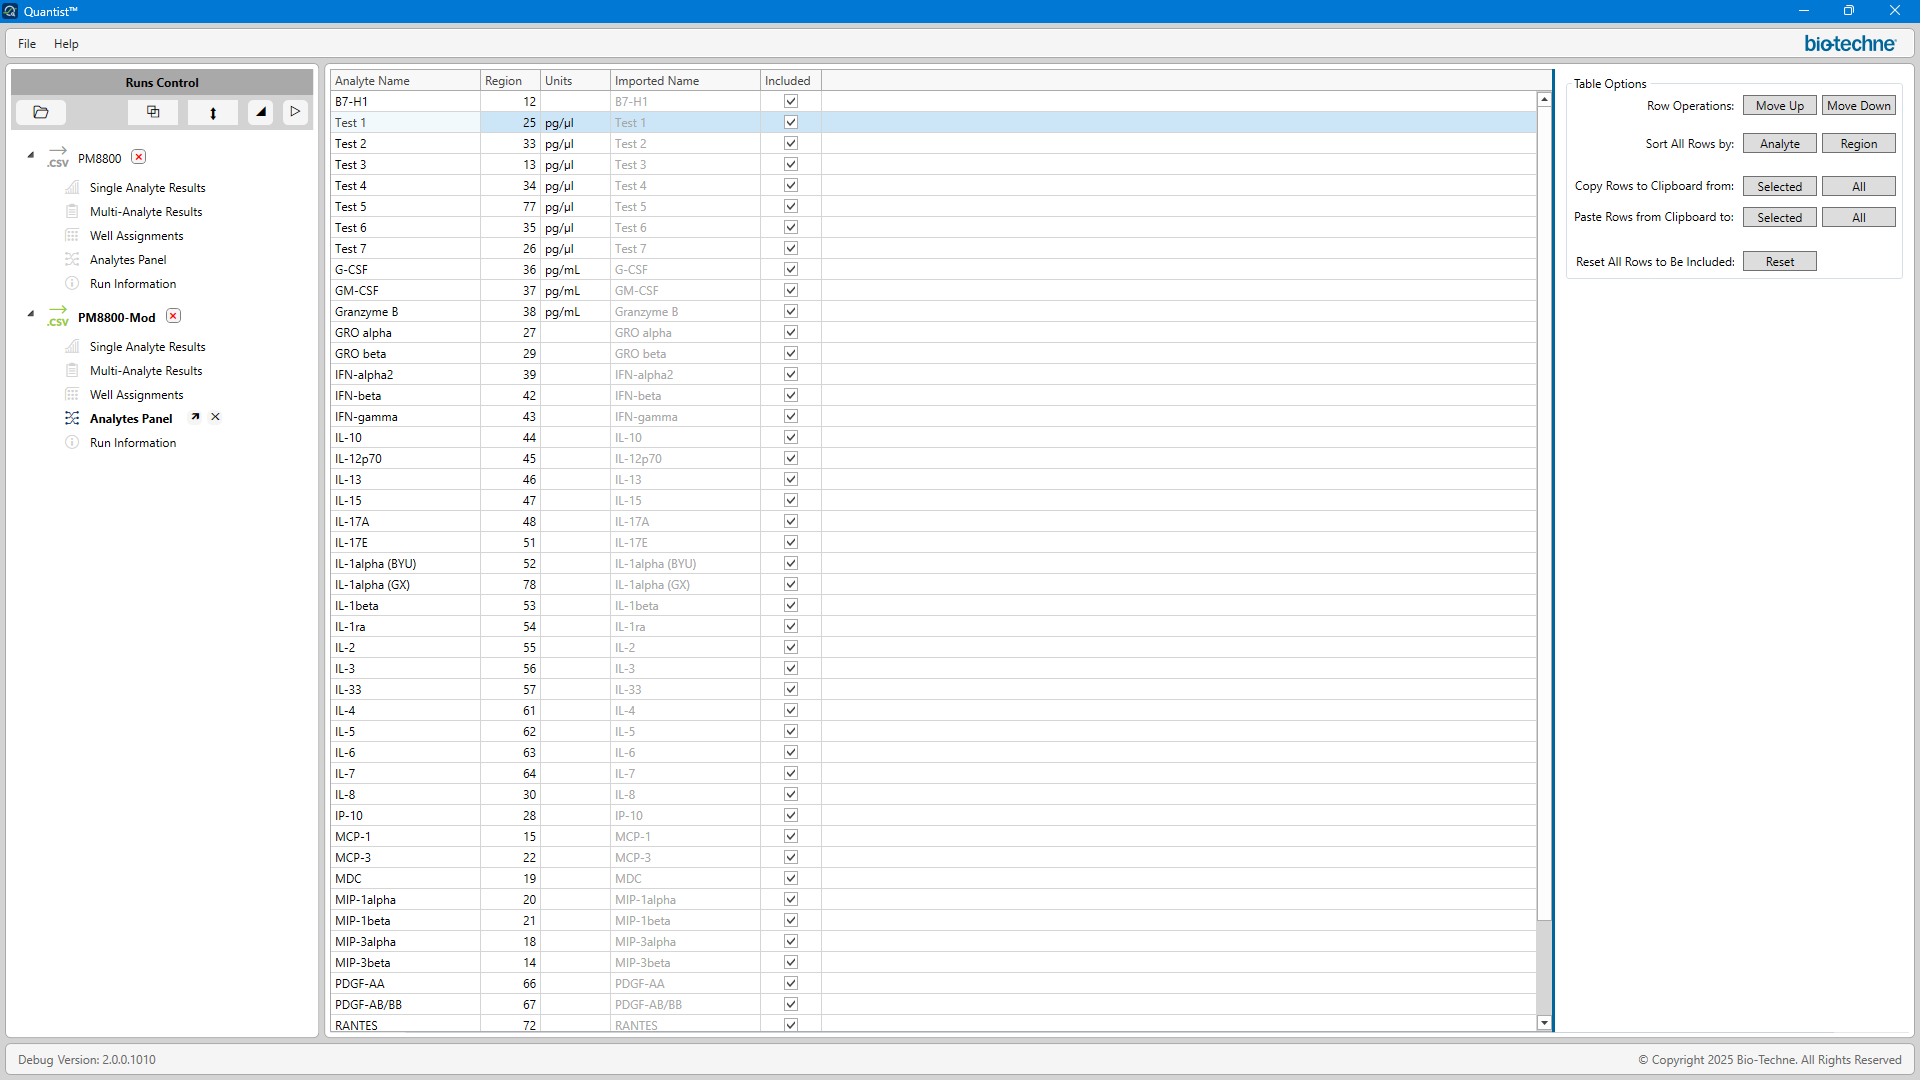 Quantist™
File Help
bio-techne
Runs Control
.CSV PM8800
Single Analyte Results
Multi-Analyte Results
Well Assignments
Analytes Panel
Run Information
.CSV PM8800-Mod
Single Analyte Results
Multi-Analyte Results
Well Assignments
Analytes Panel
Run Information
Analyte Name Region Units Imported Name Included
B7-H1 12 B7-H1
Test 1 25 pg/µl Test 1
Test 2 33 pg/µl Test 2
Test 3 13 pg/µl Test 3
Test 4 34 pg/µl Test 4
Test 5 77 pg/µl Test 5
Test 6 35 pg/µl Test 6
Test 7 26 pg/µl Test 7
G-CSF 36 pg/mL G-CSF
GM-CSF 37 pg/mL GM-CSF
Granzyme B 38 pg/mL Granzyme B
GRO alpha 27 GRO alpha
GRO beta 29 GRO beta
IFN-alpha2 39 IFN-alpha2
IFN-beta 42 IFN-beta
IFN-gamma 43 IFN-gamma
IL-10 44 IL-10
IL-12p70 45 IL-12p70
IL-13 46 IL-13
IL-15 47 IL-15
IL-17A 48 IL-17A
IL-17E 51 IL-17E
IL-1alpha (BYU) 52 IL-1alpha (BYU)
IL-1alpha (GX) 78 IL-1alpha (GX)
IL-1beta 53 IL-1beta
IL-1ra 54 IL-1ra
IL-2 55 IL-2
IL-3 56 IL-3
IL-33 57 IL-33
IL-4 61 IL-4
IL-5 62 IL-5
IL-6 63 IL-6
IL-7 64 IL-7
IL-8 30 IL-8
IP-10 28 IP-10
MCP-1 15 MCP-1
MCP-3 22 MCP-3
MDC 19 MDC
MIP-1alpha 20 MIP-1alpha
MIP-1beta 21 MIP-1beta
MIP-3alpha 18 MIP-3alpha
MIP-3beta 14 MIP-3beta
PDGF-AA 66 PDGF-AA
PDGF-AB/BB 67 PDGF-AB/BB
RANTES 72 RANTES
Table Options
Row Operations: Move Up Move Down
Sort All Rows by: Analyte Region
Copy Rows to Clipboard from: Selected All
Paste Rows from Clipboard to: Selected All
Reset All Rows to Be Included: Reset
Debug Version: 2.0.0.1010
© Copyright 2025 Bio-Techne. All Rights Reserved